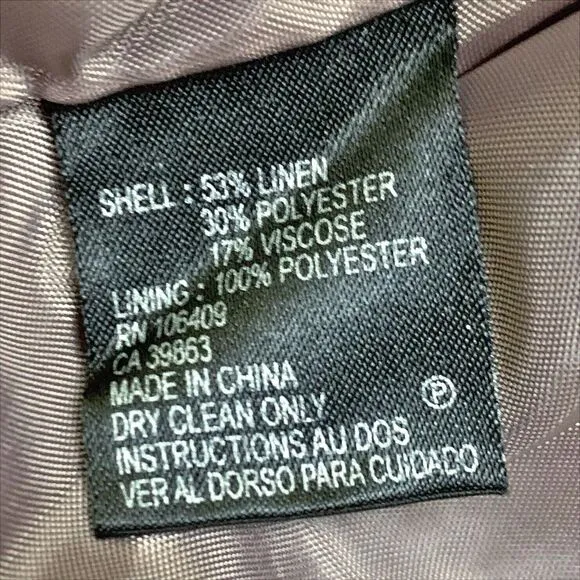 SHELL : 53% LINEN
30% POLYESTER
17% VISCOSE
LINING : 100% POLYESTER
RN 106409
CA 39863
MADE IN CHINA
DRY CLEAN ONLY
P
INSTRUCTIONS AU DOS
VER AL DORSO PARA CUIDADO